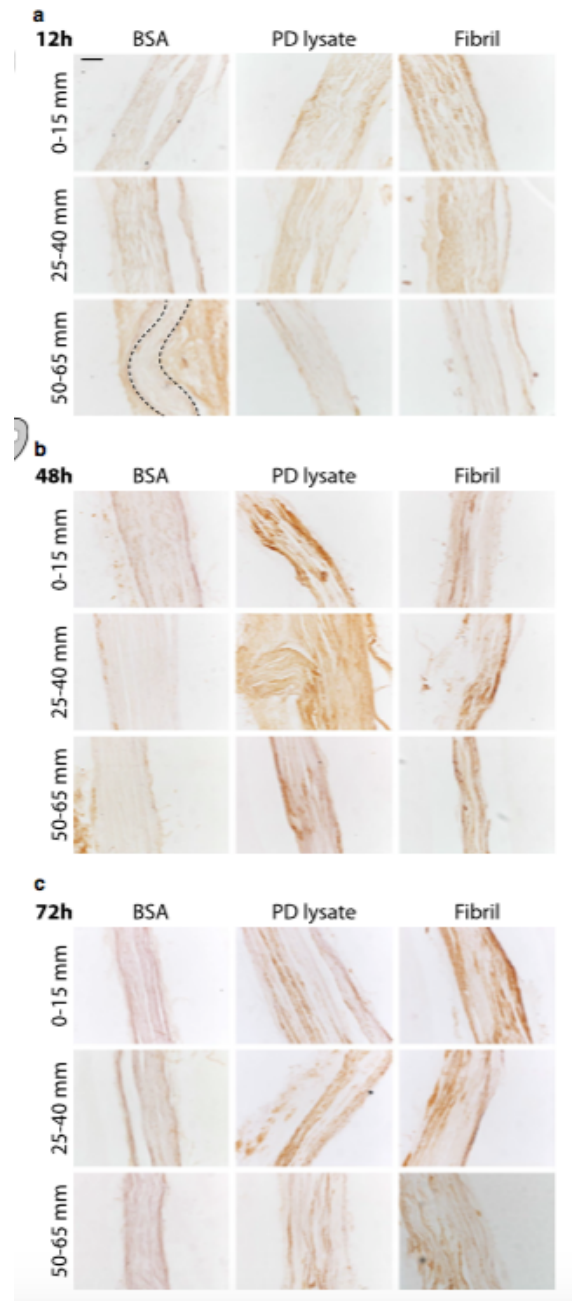 a
12h BSA PD lysate Fibril
0-15 mm
25-40 mm
50-65 mm
b
48h BSA PD lysate Fibril
0-15 mm
25-40 mm
50-65 mm
c
72h BSA PD lysate Fibril
0-15 mm
25-40 mm
50-65 mm